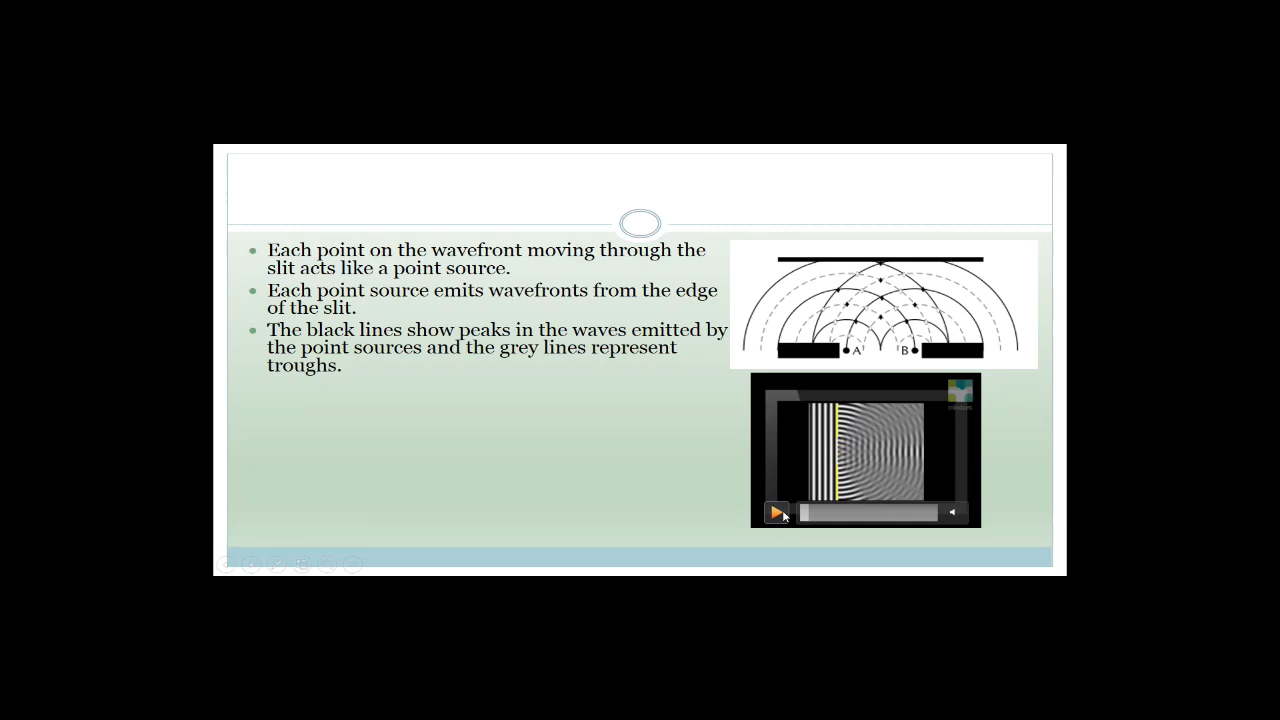 Each point on the wavefront moving through the
slit acts like a point source.
Each point source emits wavefronts from the edge
of the slit.
The black lines show peaks in the waves emitted by
the point sources and the grey lines represent
troughs.
A B
mindset